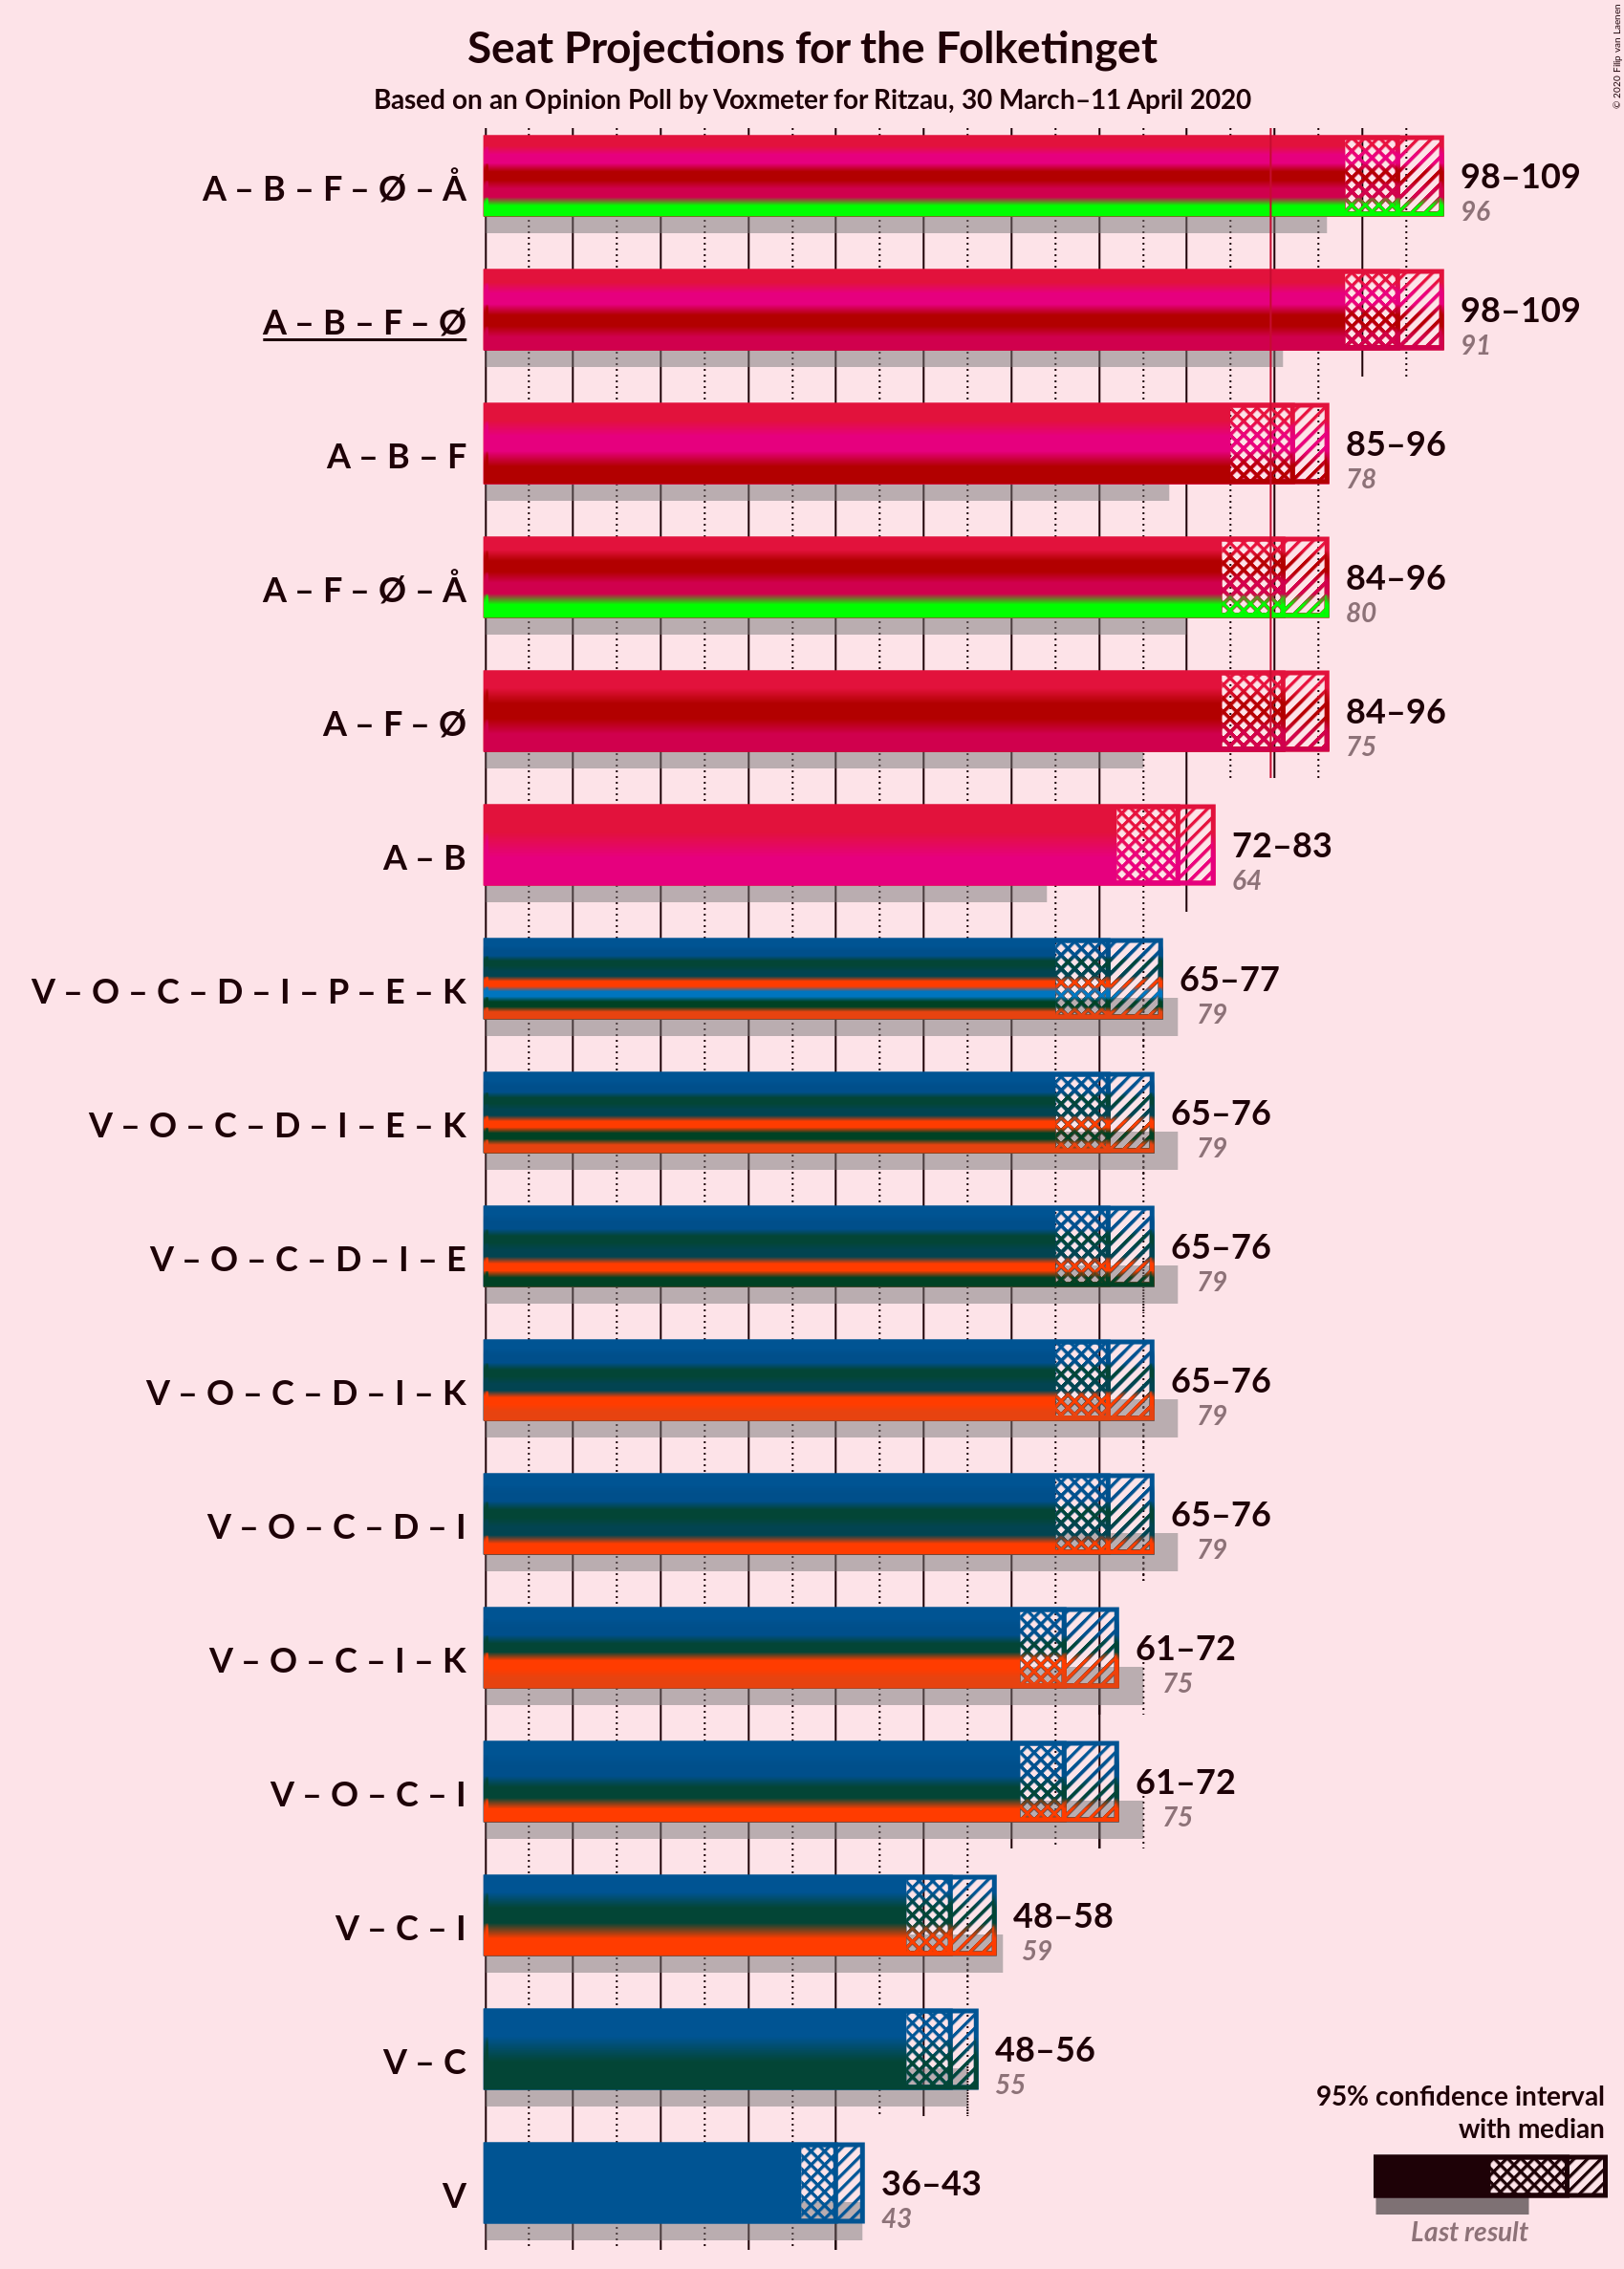 Seat Projections for the Folketinget
Based on an Opinion Poll by Voxmeter for Ritzau, 30 March–11 April 2020
© 2020 Filip van Laenen
A – B – F – Ø – Å
98–109
96
A – B – F – Ø
98–109
91
A – B – F
85–96
78
A – F – Ø – Å
84–96
80
A – F – Ø
84–96
75
A – B
72–83
64
V – O – C – D – I – P – E – K
65–77
79
V – O – C – D – I – E – K
65–76
79
V – O – C – D – I – E
65–76
79
V – O – C – D – I – K
65–76
79
V – O – C – D – I
65–76
79
V – O – C – I – K
61–72
75
V – O – C – I
61–72
75
V – C – I
48–58
59
V – C
48–56
55
V
36–43
43
95% confidence interval
with median
Last result